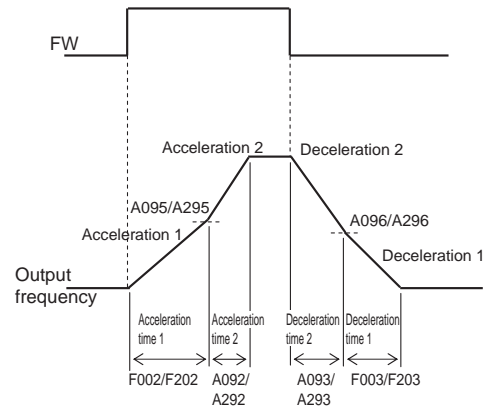 FW
Acceleration 2
Deceleration 2
A095/A295
A096/A296
Acceleration 1
Deceleration 1
Output
frequency
Acceleration
time 1
Acceleration
time 2
Deceleration
time 2
Deceleration
time 1
F002/F202
A092/
A292
A093/
A293
F003/F203